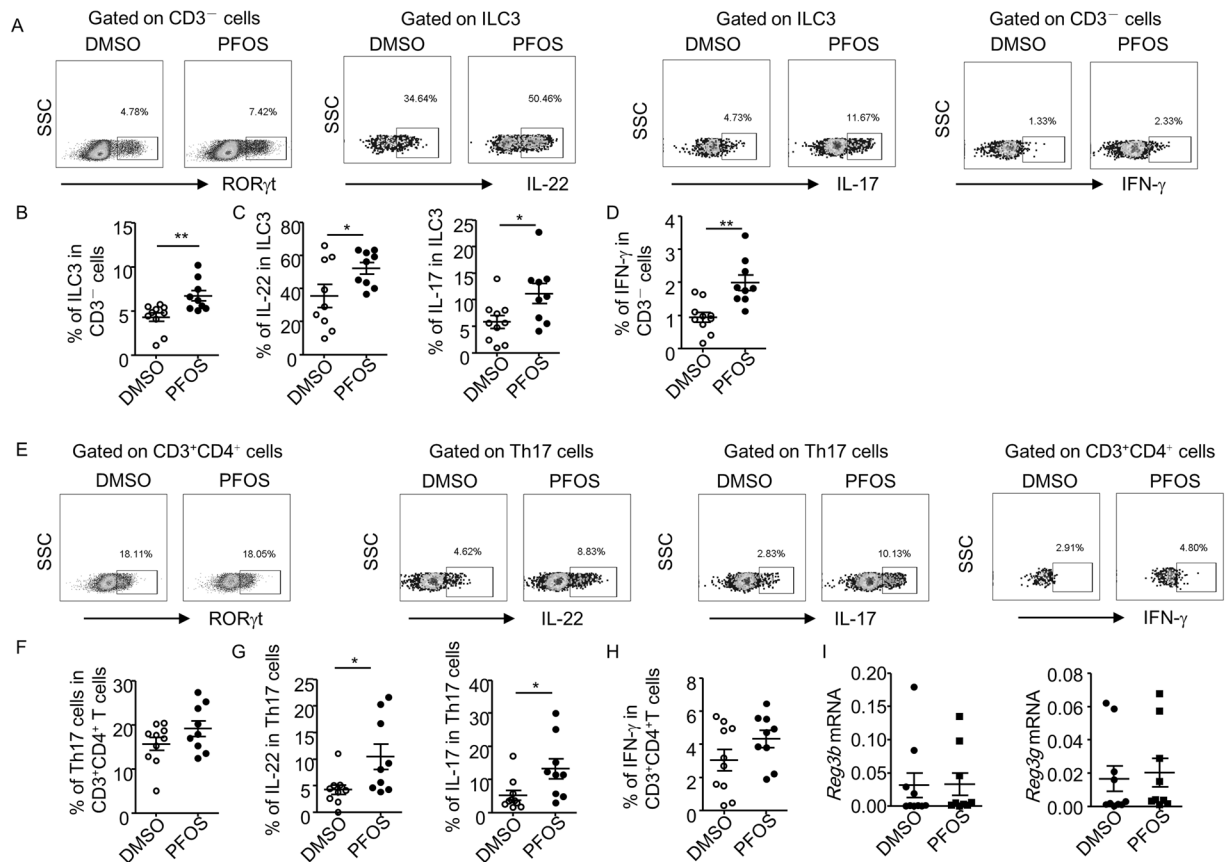 A
Gated on CD3⁻ cells
DMSO PFOS
SSC
4.78%
7.42%
RORγt
Gated on ILC3
DMSO PFOS
SSC
34.64%
50.46%
IL-22
Gated on ILC3
DMSO PFOS
SSC
4.73%
11.67%
IL-17
Gated on CD3⁻ cells
DMSO PFOS
SSC
1.33%
2.33%
IFN-γ
B
% of ILC3 in
CD3⁻ cells
15
10
5
0
**
DMSO
PFOS
C
% of IL-22 in ILC3
80
60
40
20
0
*
DMSO
PFOS
% of IL-17 in ILC3
25
20
15
10
5
0
*
DMSO
PFOS
D
% of IFN-γ in
CD3⁻ cells
4
3
2
1
0
**
DMSO
PFOS
E
Gated on CD3⁺CD4⁺ cells
DMSO PFOS
SSC
18.11%
18.05%
RORγt
Gated on Th17 cells
DMSO PFOS
SSC
4.62%
8.83%
IL-22
Gated on Th17 cells
DMSO PFOS
SSC
2.83%
10.13%
IL-17
Gated on CD3⁺CD4⁺ cells
DMSO PFOS
SSC
2.91%
4.80%
IFN-γ
F
% of Th17 cells in
CD3⁺CD4⁺ T cells
30
20
10
0
DMSO
PFOS
G
% of IL-22 in Th17 cells
25
20
15
10
5
0
*
DMSO
PFOS
% of IL-17 in Th17 cells
40
30
20
10
0
*
DMSO
PFOS
H
% of IFN-γ in
CD3⁺CD4⁺T cells
8
6
4
2
0
DMSO
PFOS
I
Reg3b mRNA
0.20
0.15
0.10
0.05
0.00
DMSO
PFOS
Reg3g mRNA
0.08
0.06
0.04
0.02
0.00
DMSO
PFOS